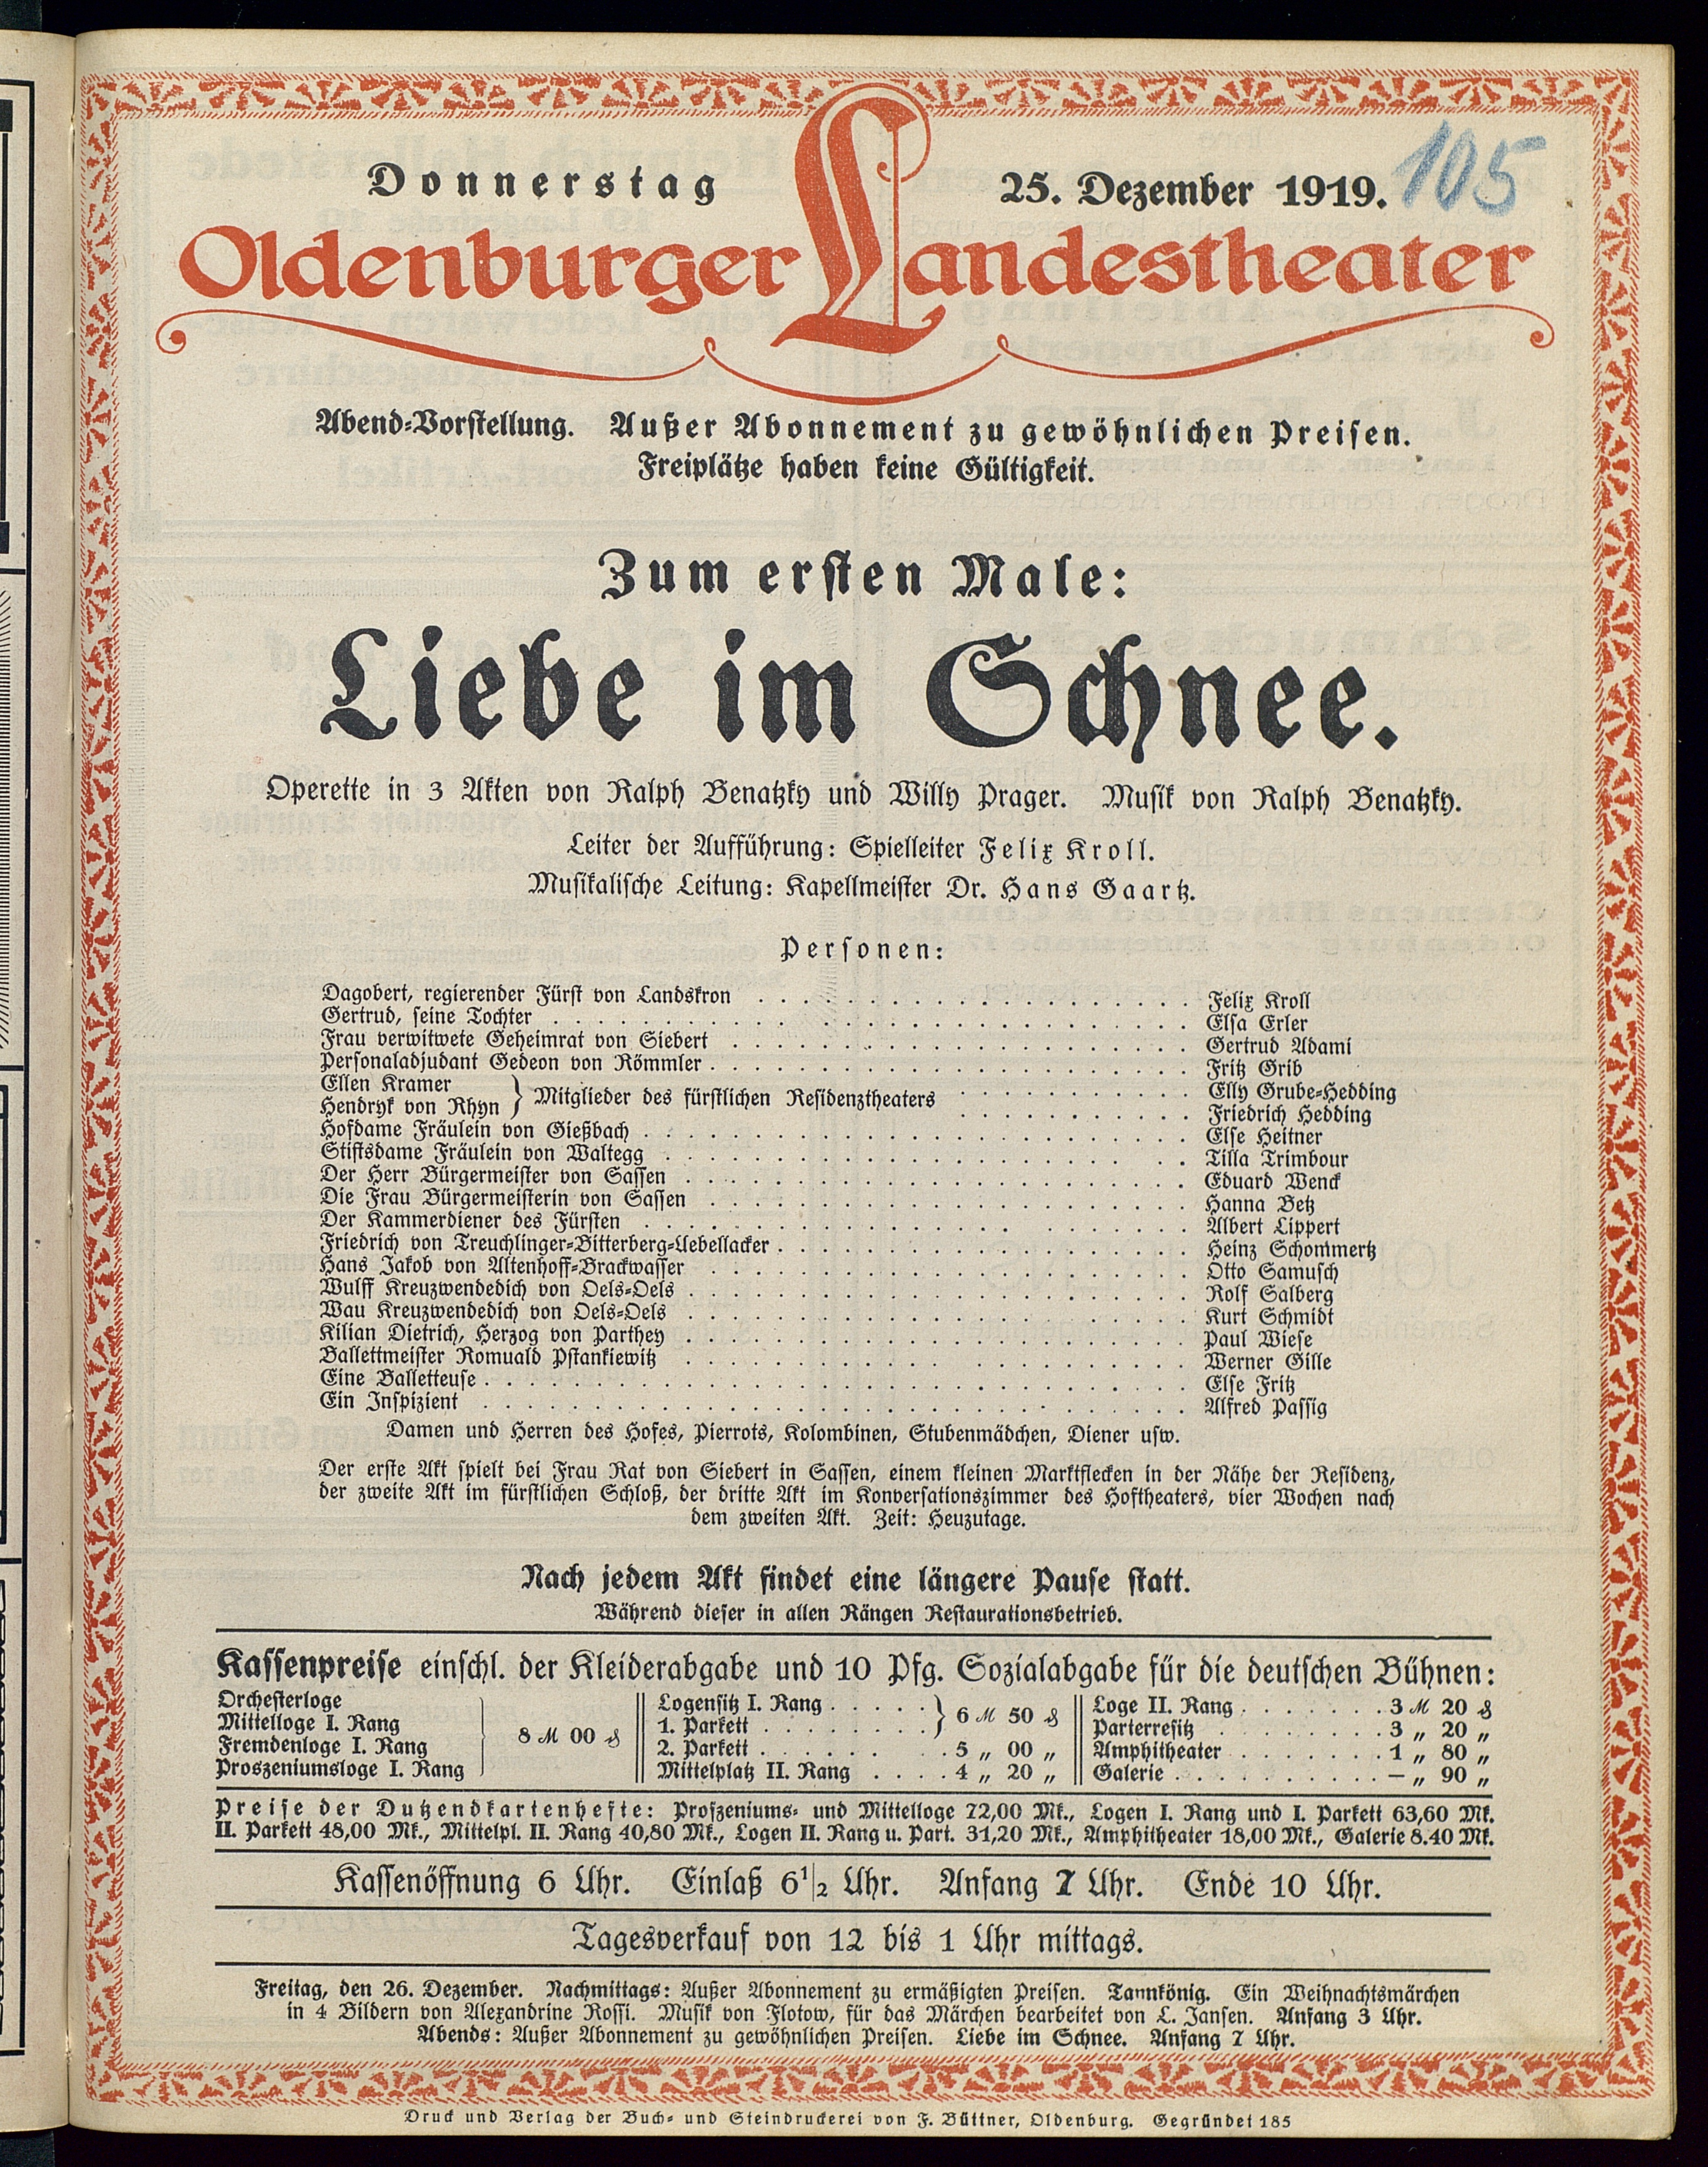 Donnerstag 25. Dezember 1919. 105
Oldenburger Landestheater
Abend-Vorstellung. Außer Abonnement zu gewöhnlichen Preisen.
Freiplätze haben keine Gültigkeit.
Zum ersten Male:
Liebe im Schnee.
Operette in 3 Akten von Ralph Benatzky und Willy Prager. Musik von Ralph Benatzky.
Leiter der Aufführung: Spielleiter Felix Kroll.
Musikalische Leitung: Kapellmeister Dr. Hans Gaartz.
Personen:
Dagobert, regierender Fürst von Landskron . . . Felix Kroll
Gertrud, seine Tochter . . . Elsa Erler
Frau verwitwete Geheimrat von Siebert . . . Gertrud Adami
Personaladjudant Gedeon von Römmler . . . Fritz Grib
Ellen Kramer } Mitglieder des fürstlichen Residenztheaters . . . Elly Grube-Hedding
Hendryk von Rhyn } . . . Friedrich Hedding
Hofdame Fräulein von Gießbach . . . Else Heitner
Stiftsdame Fräulein von Waltegg . . . Tilla Trimbour
Der Herr Bürgermeister von Sassen . . . Eduard Wenck
Die Frau Bürgermeisterin von Sassen . . . Hanna Betz
Der Kammerdiener des Fürsten . . . Albert Lippert
Friedrich von Treuchlinger-Bitterberg-Uebellacker . . . Heinz Schommertz
Hans Jakob von Altenhoff-Brackwasser . . . Otto Samusch
Wulff Kreuzwendedich von Oels-Oels . . . Rolf Salberg
Wau Kreuzwendedich von Oels-Oels . . . Kurt Schmidt
Kilian Dietrich, Herzog von Parthey . . . Paul Wiese
Ballettmeister Romuald Pstankiewitz . . . Werner Gille
Eine Balletteuse . . . Else Fritz
Ein Inspizient . . . Alfred Passig
Damen und Herren des Hofes, Pierrots, Kolombinen, Stubenmädchen, Diener usw.
Der erste Akt spielt bei Frau Rat von Siebert in Sassen, einem kleinen Marktflecken in der Nähe der Residenz,
der zweite Akt im fürstlichen Schloß, der dritte Akt im Konversationszimmer des Hoftheaters, vier Wochen nach
dem zweiten Akt. Zeit: Heuzutage.
Nach jedem Akt findet eine längere Pause statt.
Während dieser in allen Rängen Restaurationsbetrieb.
Kassenpreise einschl. der Kleiderabgabe und 10 Pfg. Sozialabgabe für die deutschen Bühnen:
Orchesterloge
Mittelloge I. Rang
Fremdenloge I. Rang
Proszeniumsloge I. Rang
8 ℳ 00 ₰
Logensitz I. Rang . . . . .
1. Parkett . . . . . . . . } 6 ℳ 50 ₰
2. Parkett . . . . . . . 5 „ 00 „
Mittelplatz II. Rang . . . . 4 „ 20 „
Loge II. Rang . . . . . . . 3 ℳ 20 ₰
Parterresitz . . . . . . . 3 „ 20 „
Amphitheater . . . . . . . 1 „ 80 „
Galerie . . . . . . . . . . — „ 90 „
Preise der Dutzendkartenhefte: Proszeniums- und Mittelloge 72,00 Mk., Logen I. Rang und I. Parkett 63,60 Mk.
II. Parkett 48,00 Mk., Mittelpl. II. Rang 40,80 Mk., Logen II. Rang u. Part. 31,20 Mk., Amphitheater 18,00 Mk., Galerie 8.40 Mk.
Kassenöffnung 6 Uhr. Einlaß 6 1/2 Uhr. Anfang 7 Uhr. Ende 10 Uhr.
Tagesverkauf von 12 bis 1 Uhr mittags.
Freitag, den 26. Dezember. Nachmittags: Außer Abonnement zu ermäßigten Preisen. Tannkönig. Ein Weihnachtsmärchen
in 4 Bildern von Alexandrine Rossi. Musik von Flotow, für das Märchen bearbeitet von L. Jansen. Anfang 3 Uhr.
Abends: Außer Abonnement zu gewöhnlichen Preisen. Liebe im Schnee. Anfang 7 Uhr.
Druck und Verlag der Buch- und Steindruckerei von F. Büttner, Oldenburg. Gegründet 185